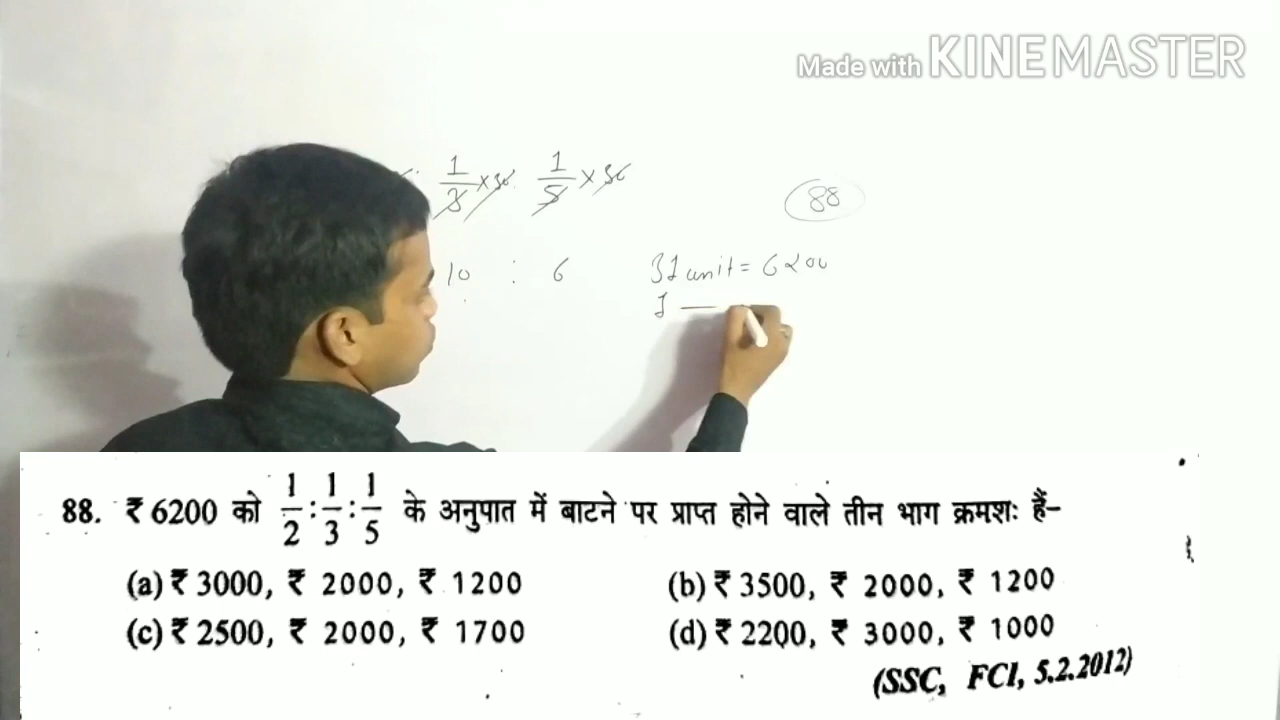 Made with KINEMASTER
1/3 ×30 : 1/5 ×30
88
10 : 6
31 unit = 6200
1 —
88. ₹ 6200 को 1/2 : 1/3 : 1/5 के अनुपात में बाटने पर प्राप्त होने वाले तीन भाग क्रमशः हैं–
(a) ₹ 3000, ₹ 2000, ₹ 1200
(b) ₹ 3500, ₹ 2000, ₹ 1200
(c) ₹ 2500, ₹ 2000, ₹ 1700
(d) ₹ 2200, ₹ 3000, ₹ 1000
(SSC, FCI, 5.2.2012)